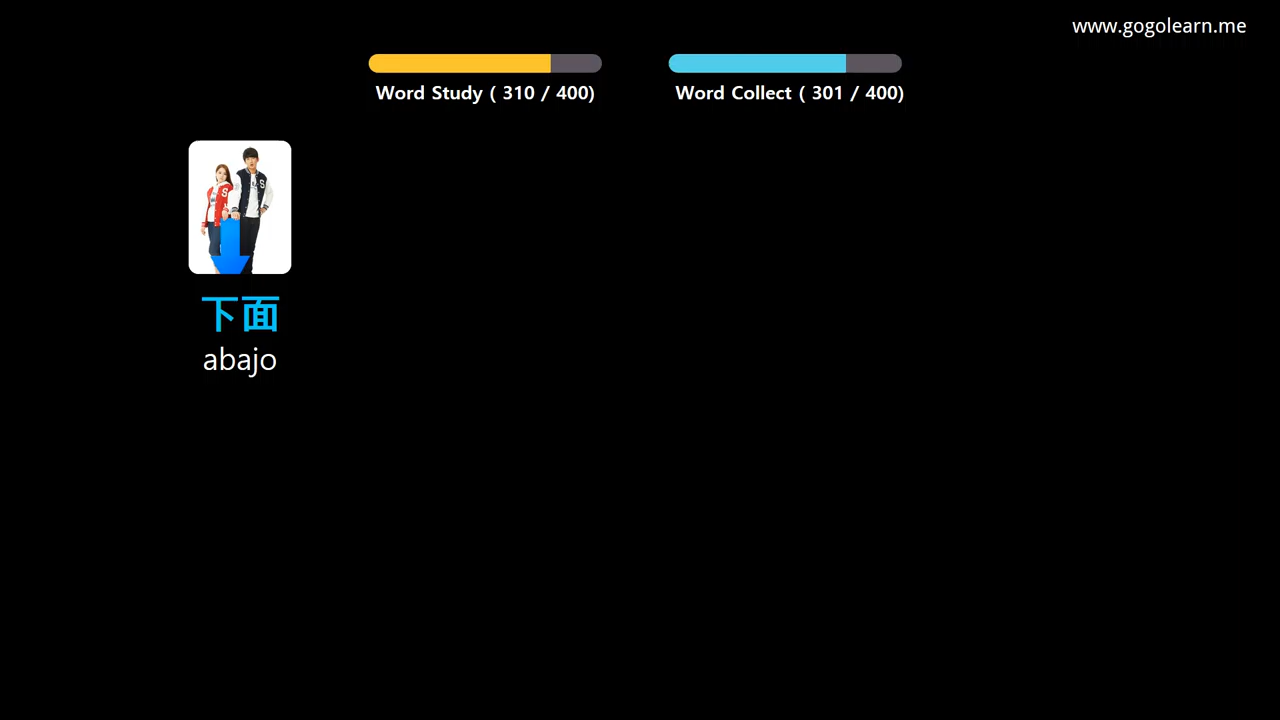 www.gogolearn.me
Word Study ( 310 / 400)
Word Collect ( 301 / 400)
S
S
下面
abajo